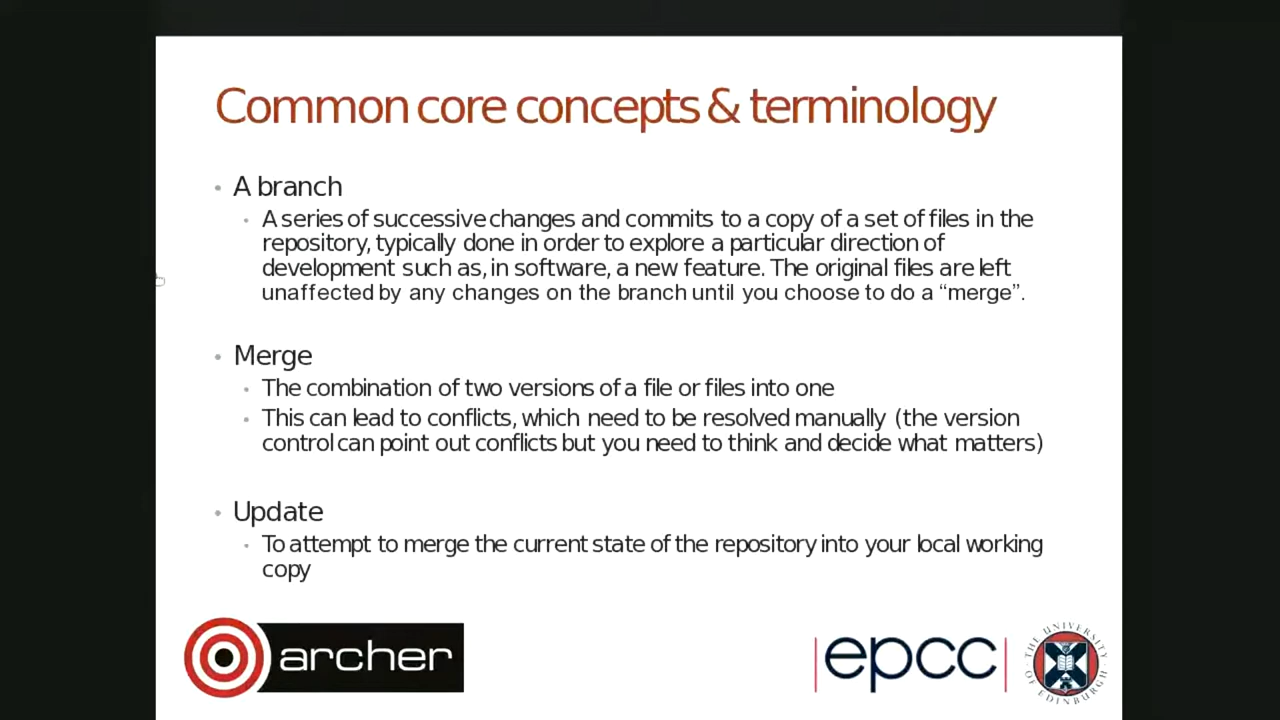 Common core concepts & terminology
• A branch
• A series of successive changes and commits to a copy of a set of files in the
repository, typically done in order to explore a particular direction of
development such as, in software, a new feature. The original files are left
unaffected by any changes on the branch until you choose to do a “merge”.
• Merge
• The combination of two versions of a file or files into one
• This can lead to conflicts, which need to be resolved manually (the version
control can point out conflicts but you need to think and decide what matters)
• Update
• To attempt to merge the current state of the repository into your local working
copy
archer
epcc
THE UNIVERSITY OF EDINBURGH